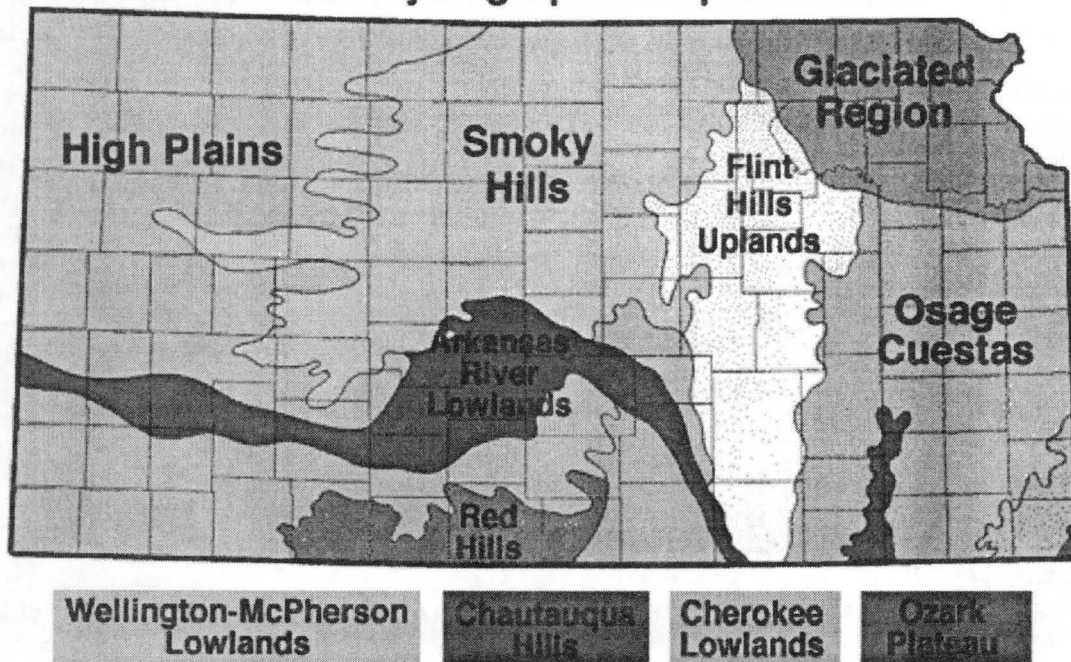 High Plains
Smoky
Hills
Glaciated
Region
Flint
Hills
Uplands
Osage
Cuestas
Arkansas
River
Lowlands
Red
Hills
Wellington-McPherson
Lowlands
Chautauqua
Hills
Cherokee
Lowlands
Ozark
Plateau